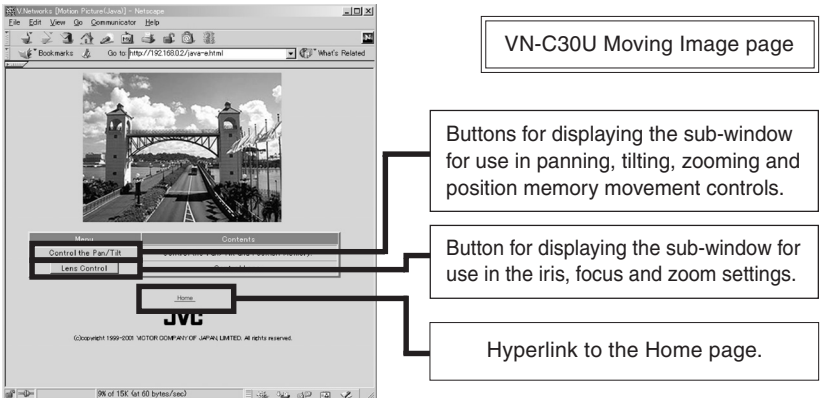 V.Networks [Motion Picture(Java)] - Netscape
File Edit View Go Communicator Help
Bookmarks Go to: http://192.168.0.2/java-e.html What's Related
VN-C30U Moving Image page
Buttons for displaying the sub-window
for use in panning, tilting, zooming and
position memory movement controls.
Menu Contents
Control the Pan/Tilt
Lens Control
Button for displaying the sub-window for
use in the iris, focus and zoom settings.
Home
JVC
(c)copyright 1999-2001 VICTOR COMPANY OF JAPAN, LIMITED. All rights reserved.
Hyperlink to the Home page.
9% of 15K (at 60 bytes/sec)